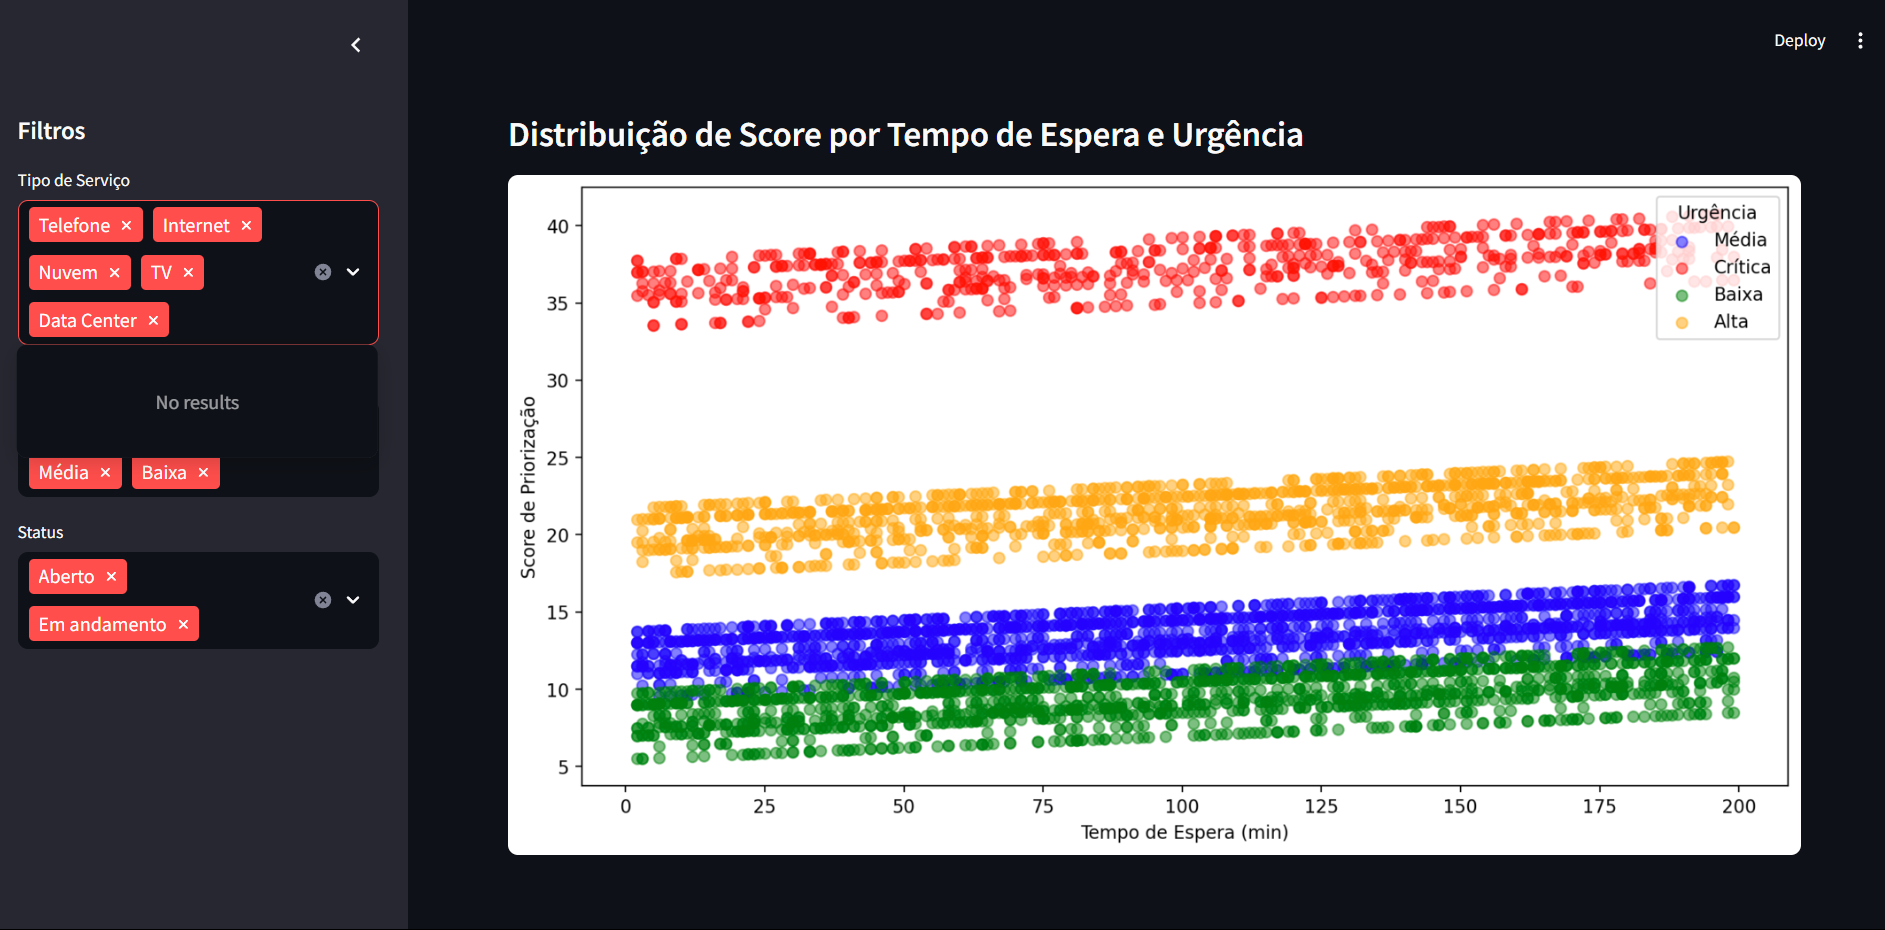 Deploy
Filtros
Tipo de Serviço
Telefone
Internet
Nuvem
TV
Data Center
No results
Média
Baixa
Status
Aberto
Em andamento
Distribuição de Score por Tempo de Espera e Urgência
Urgência
Média
Crítica
Baixa
Alta
Score de Priorização
40
35
30
25
20
15
10
5
0 25 50 75 100 125 150 175 200
Tempo de Espera (min)